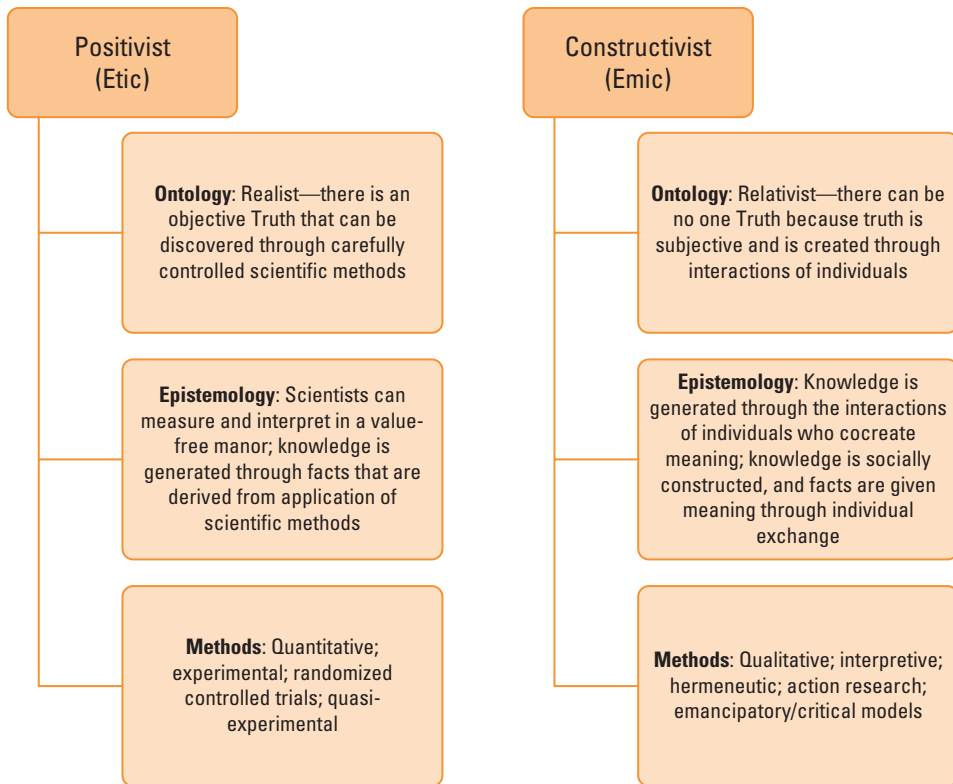 Positivist
(Etic)
Ontology: Realist—there is an
objective Truth that can be
discovered through carefully
controlled scientific methods
Epistemology: Scientists can
measure and interpret in a value-
free manor; knowledge is
generated through facts that are
derived from application of
scientific methods
Methods: Quantitative;
experimental; randomized
controlled trials; quasi-
experimental
Constructivist
(Emic)
Ontology: Relativist—there can be
no one Truth because truth is
subjective and is created through
interactions of individuals
Epistemology: Knowledge is
generated through the interactions
of individuals who cocreate
meaning; knowledge is socially
constructed, and facts are given
meaning through individual
exchange
Methods: Qualitative; interpretive;
hermeneutic; action research;
emancipatory/critical models